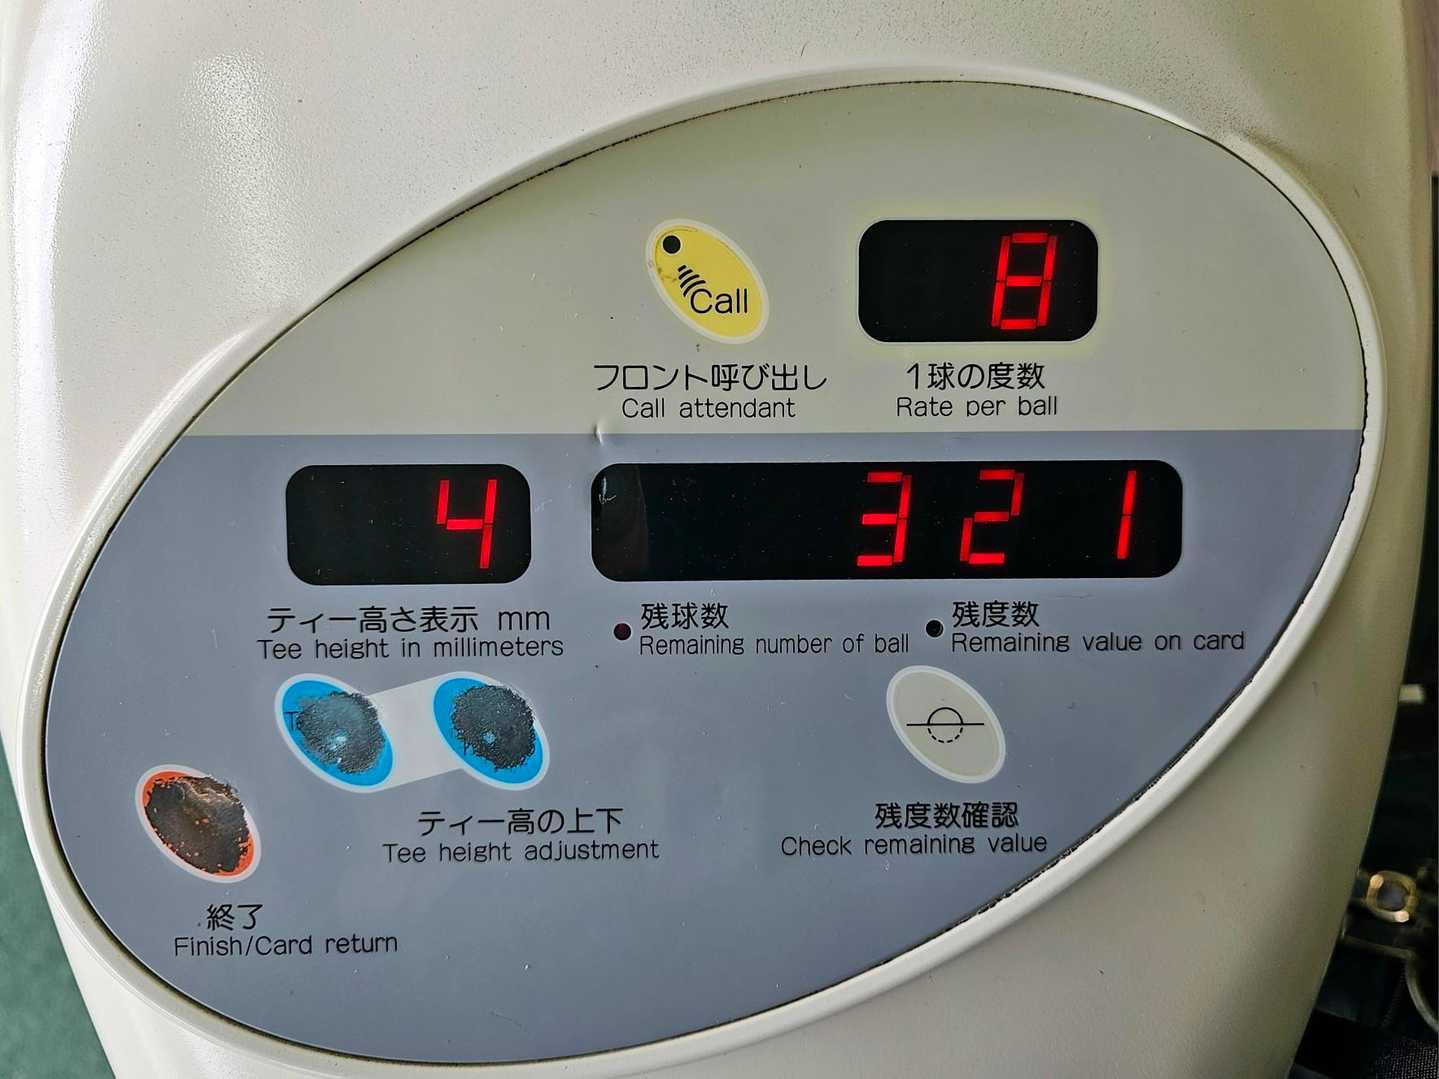 Call
8
フロント呼び出し
Call attendant
1球の度数
Rate per ball
4
321
ティー高さ表示 mm
Tee height in millimeters
残球数
Remaining number of ball
残度数
Remaining value on card
ティー高の上下
Tee height adjustment
残度数確認
Check remaining value
終了
Finish/Card return